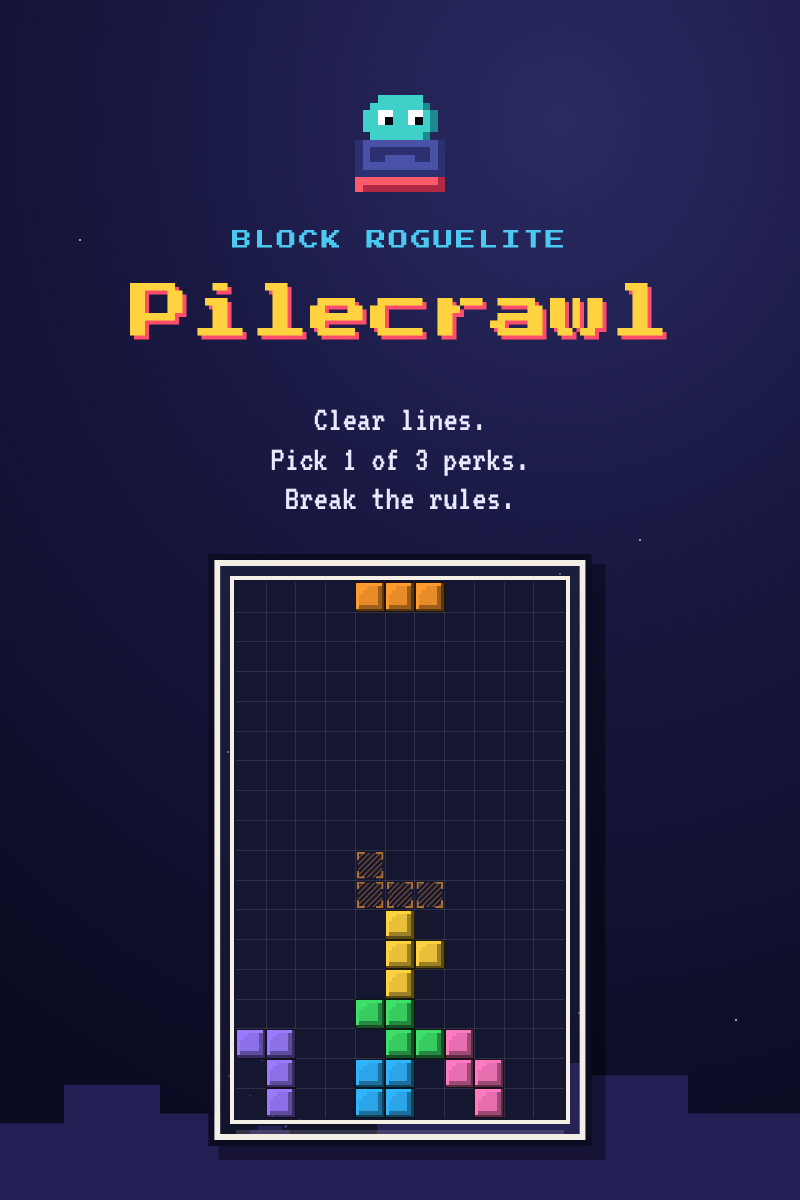 BLOCK ROGUELITE
Pilecrawl
Clear lines.
Pick 1 of 3 perks.
Break the rules.